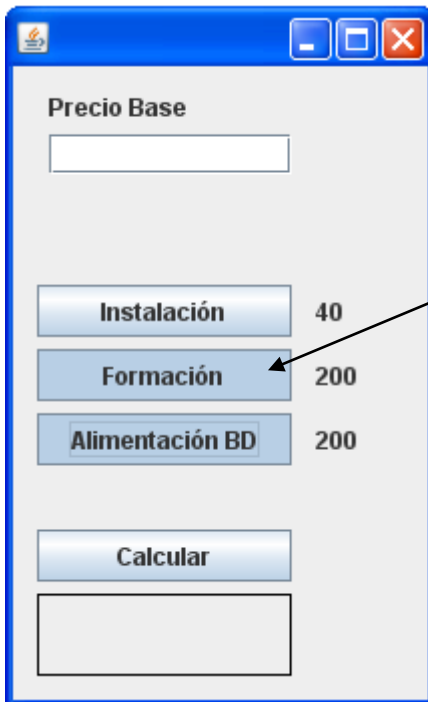 Precio Base
Instalación 40
Formación 200
Alimentación BD 200
Calcular